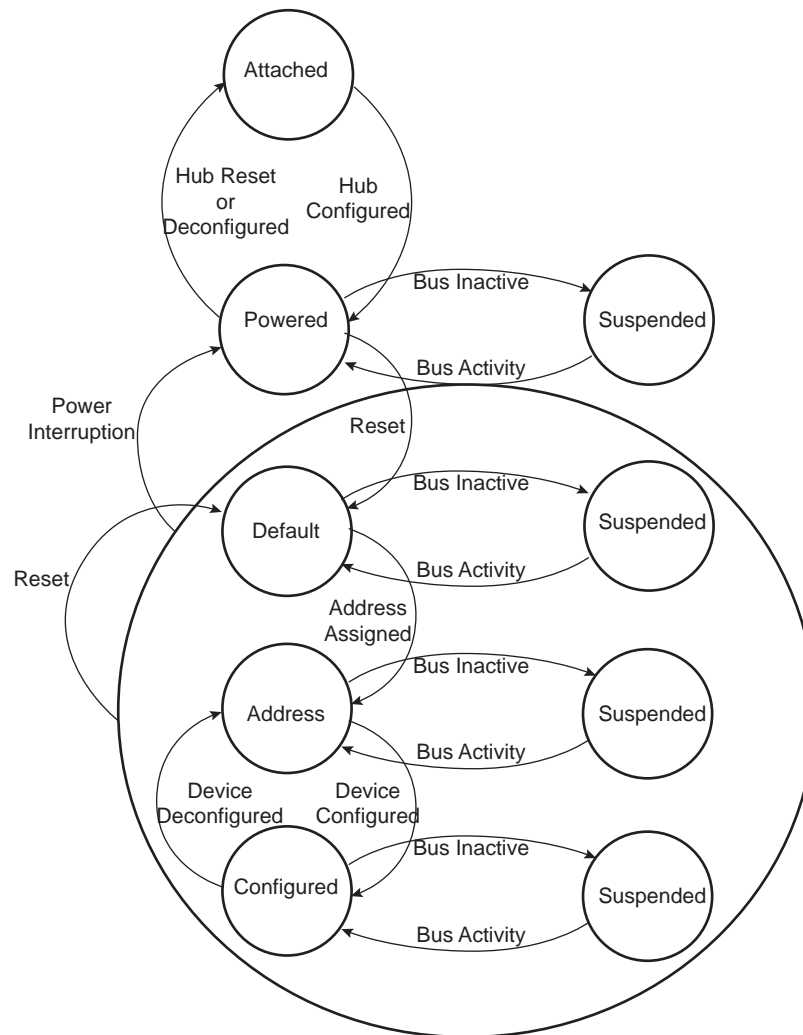 Attached
Hub Reset
or
Deconfigured
Hub
Configured
Bus Inactive
Powered
Suspended
Bus Activity
Power
Interruption
Reset
Bus Inactive
Default
Suspended
Bus Activity
Reset
Address
Assigned
Bus Inactive
Address
Suspended
Bus Activity
Device
Deconfigured
Device
Configured
Bus Inactive
Configured
Suspended
Bus Activity